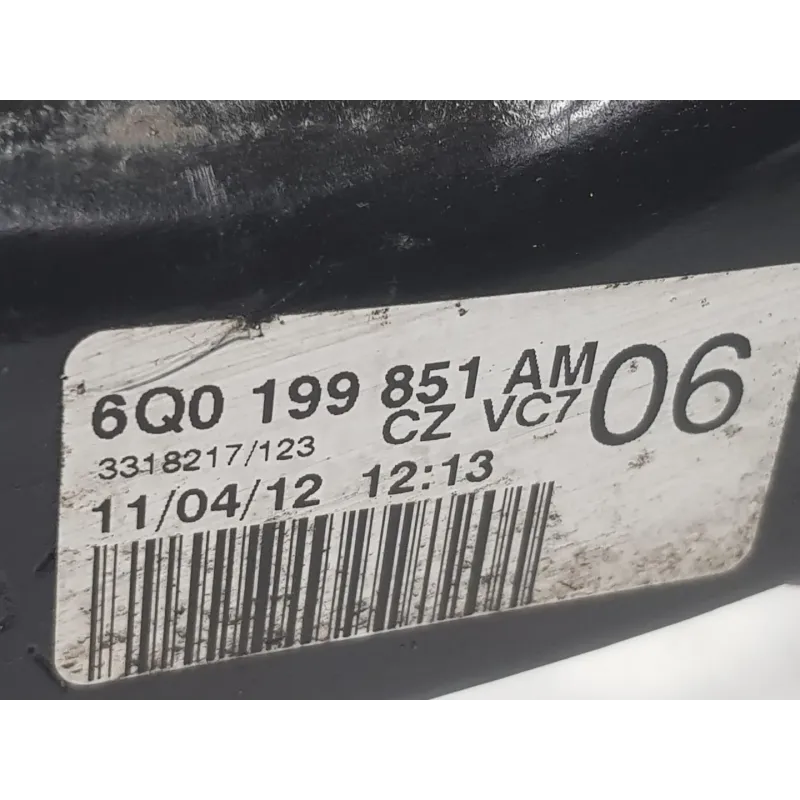 6Q0 199 851 AM 06
CZ VC7
3318217/123
11/04/12 12:13